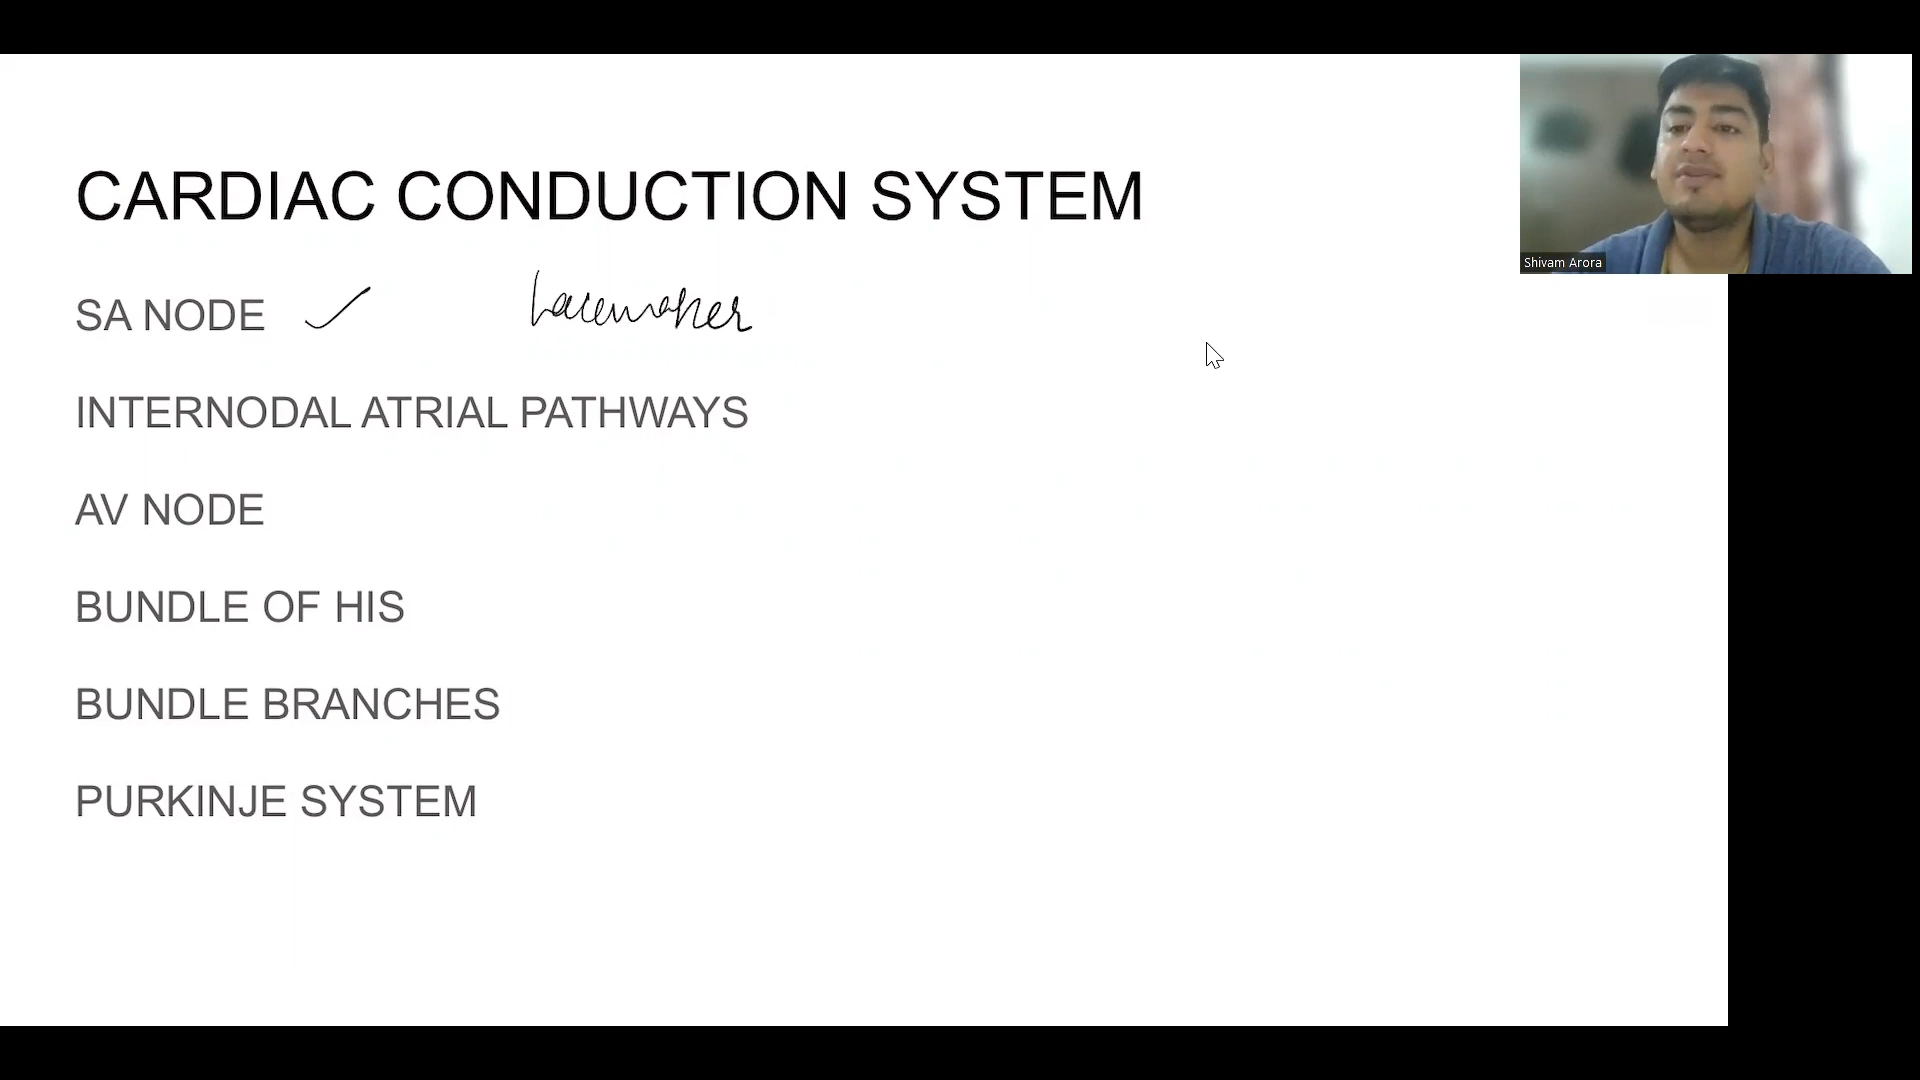 CARDIAC CONDUCTION SYSTEM
SA NODE pacemaker
INTERNODAL ATRIAL PATHWAYS
AV NODE
BUNDLE OF HIS
BUNDLE BRANCHES
PURKINJE SYSTEM
Shivam Arora